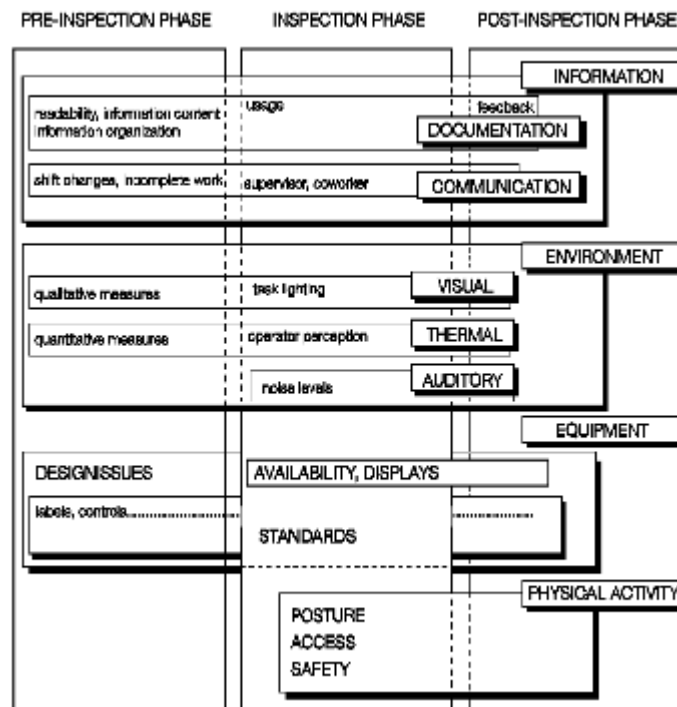 PRE-INSPECTION PHASE INSPECTION PHASE POST-INSPECTION PHASE
INFORMATION
readability, information content usage feedback
information organization
DOCUMENTATION
shift changes, incomplete work supervisor, coworker COMMUNICATION
ENVIRONMENT
qualitative measures task lighting VISUAL
quantitative measures operator perception THERMAL
noise levels AUDITORY
EQUIPMENT
DESIGNISSUES AVAILABILITY, DISPLAYS
labels, controls
STANDARDS
PHYSICAL ACTIVITY
POSTURE
ACCESS
SAFETY